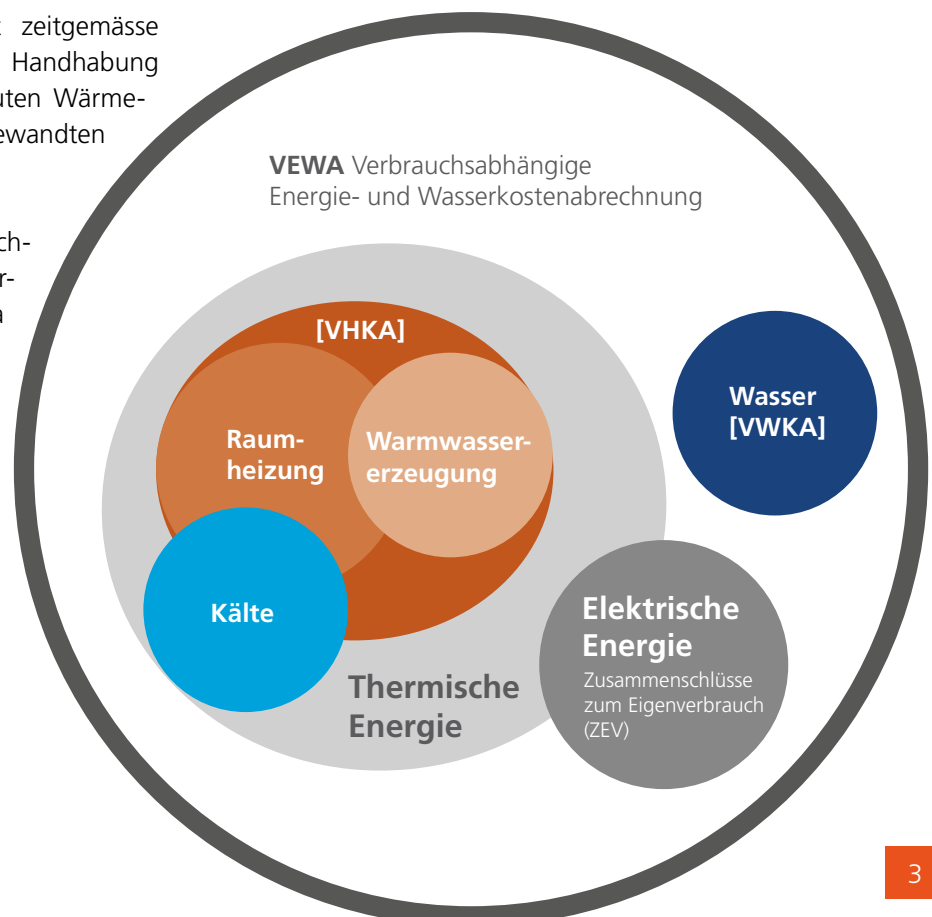 zeitgemässe
Handhabung
uten Wärme-
ewandten
ch-
r-
VEWA Verbrauchsabhängige
Energie- und Wasserkostenabrechnung
[VHKA]
Raum-
heizung
Warmwasser-
erzeugung
Wasser
[VWKA]
Kälte
Elektrische
Energie
Zusammenschlüsse
zum Eigenverbrauch
(ZEV)
Thermische
Energie
3